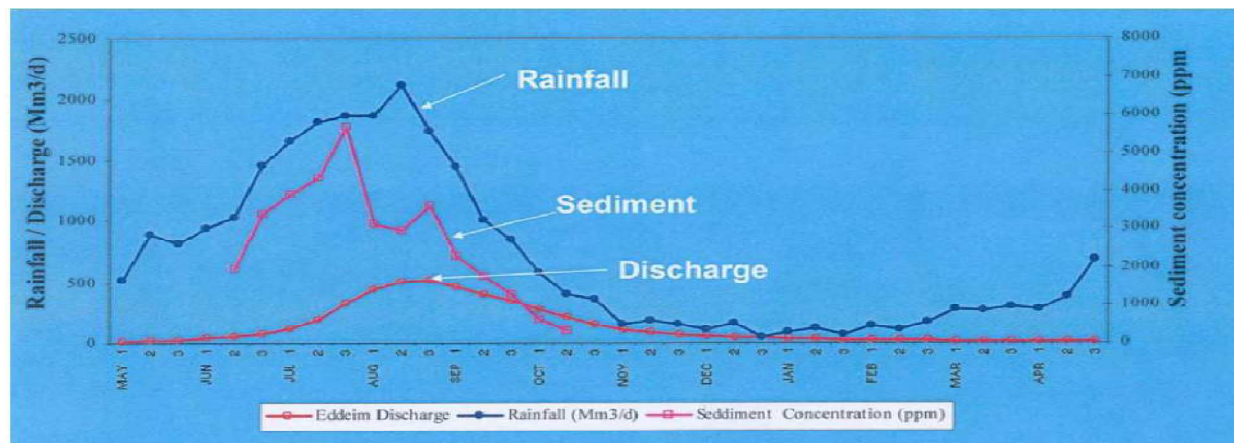 2500
2000
1500
1000
500
0
Rainfall / Discharge (Mm3/d)
8000
7000
6000
5000
4000
3000
2000
1000
0
Sediment concentration (ppm
Rainfall
Sediment
Discharge
1 2 3 1 2 3 1 2 3 1 2 3 1 2 3 1 2 3 1 2 3 1 2 3 1 2 3 1 2 3 1 2 3 1 2 3
MAY JUN JUL AUG SEP OCT NOV DEC JAN FEB MAR APR
Eddeim Discharge Rainfall (Mm3/d) Seddiment Concentration (ppm)